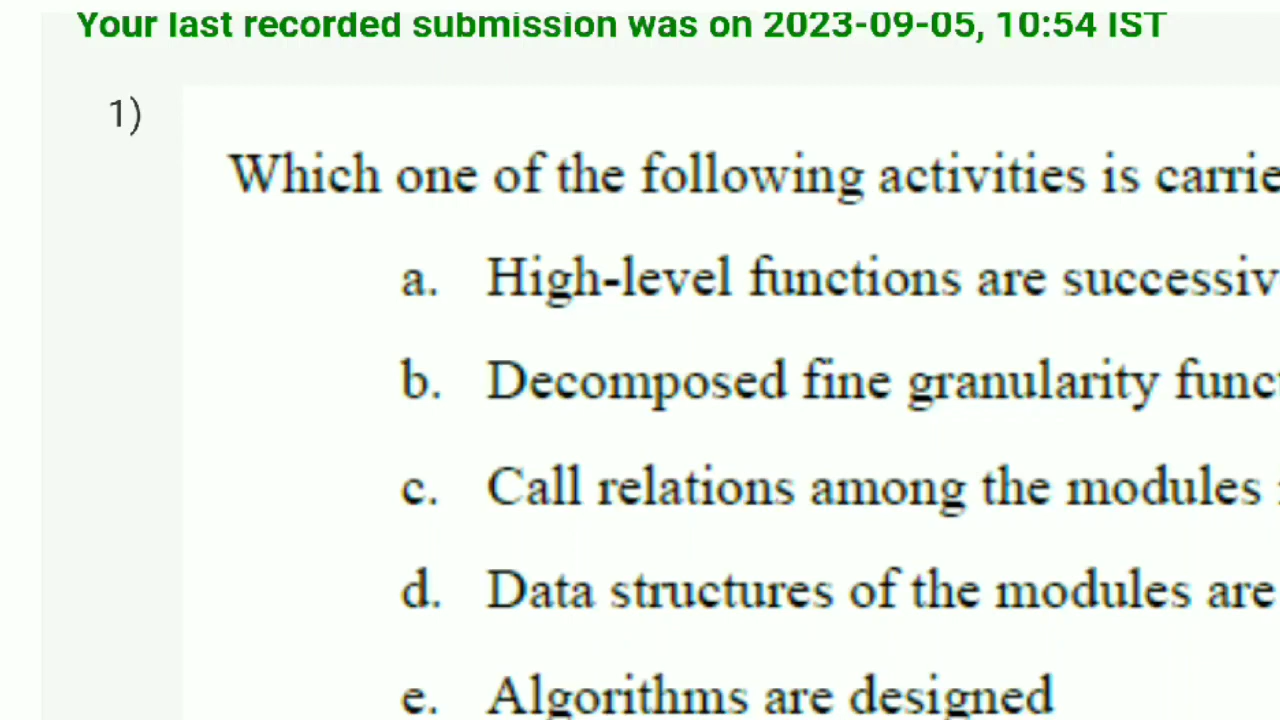 Your last recorded submission was on 2023-09-05, 10:54 IST
1)
Which one of the following activities is
a. High-level functions are
b. Decomposed fine granularity
c. Call relations among the modules
d. Data structures of the modules are
e. Algorithms are designed